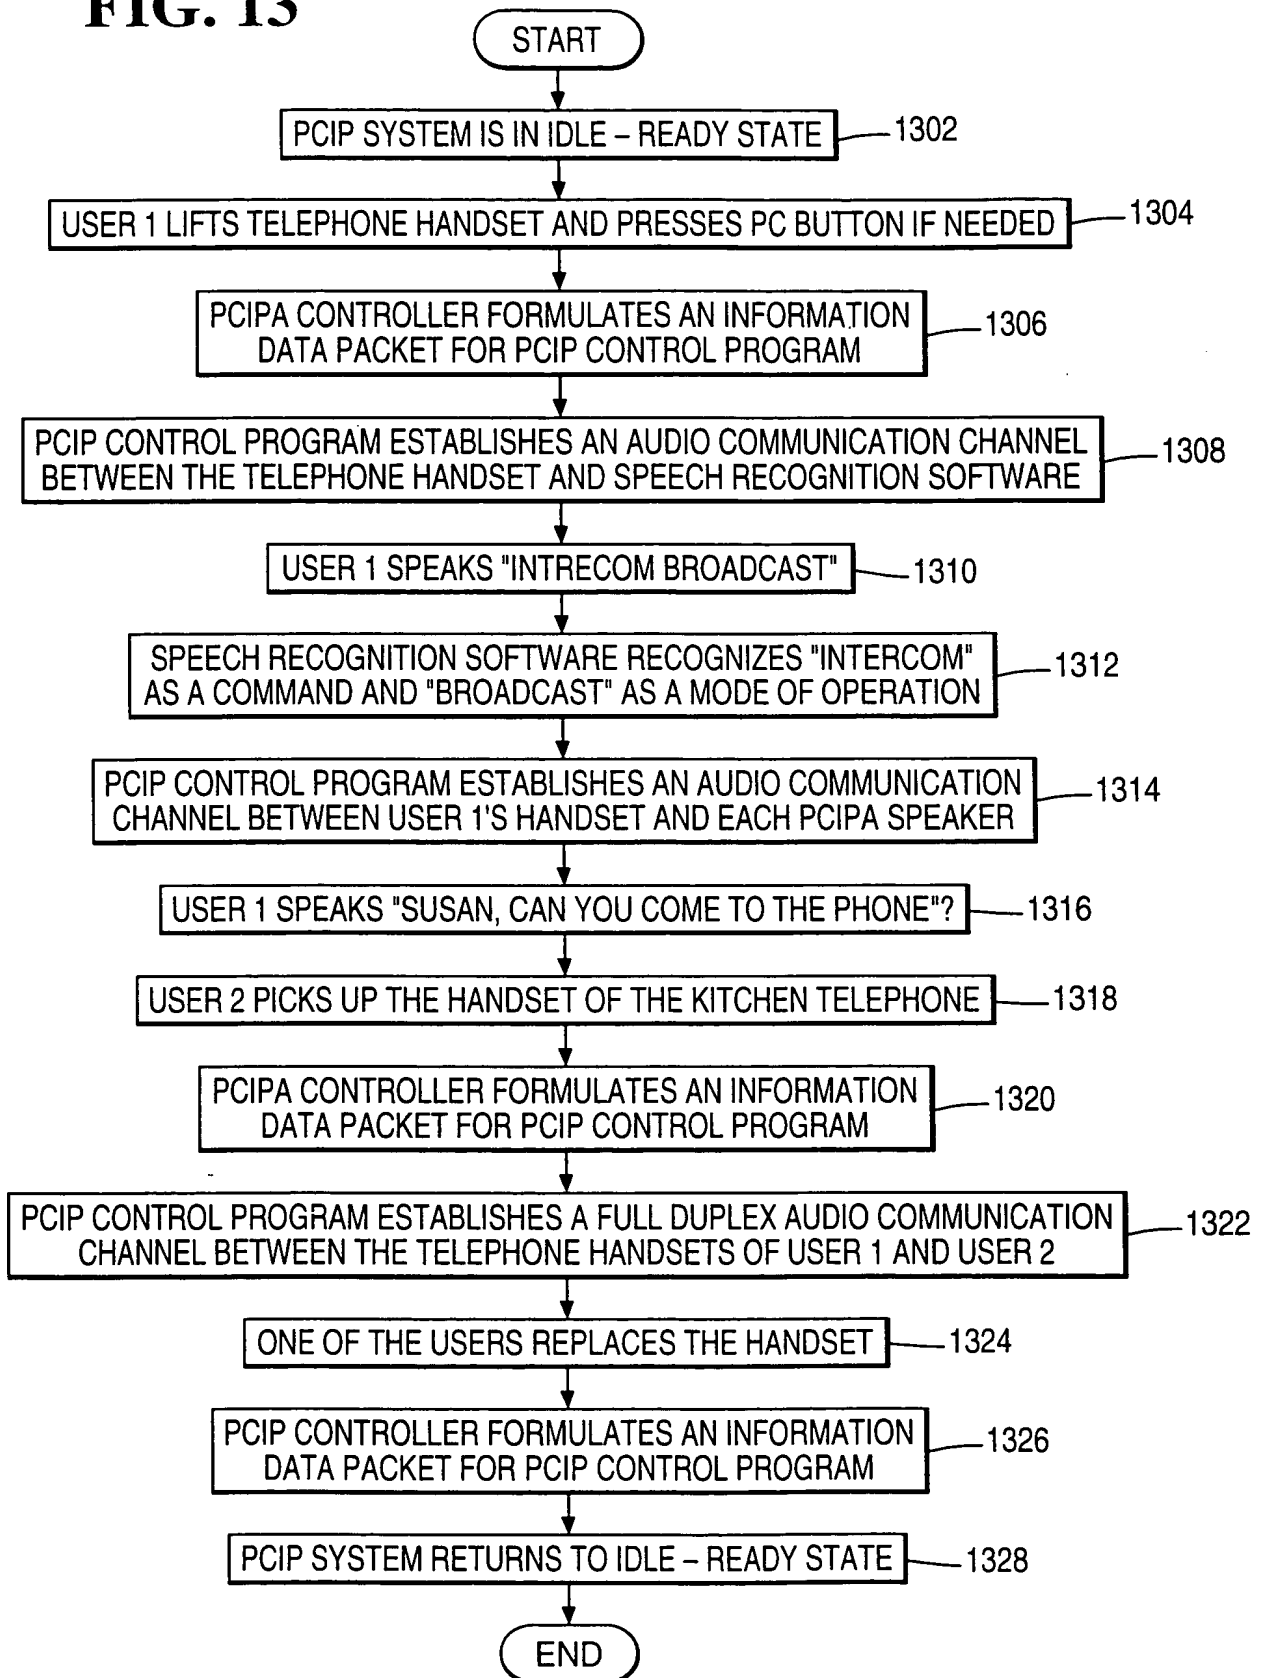 FIG. 13
START
PCIP SYSTEM IS IN IDLE – READY STATE
1302
USER 1 LIFTS TELEPHONE HANDSET AND PRESSES PC BUTTON IF NEEDED
1304
PCIPA CONTROLLER FORMULATES AN INFORMATION
DATA PACKET FOR PCIP CONTROL PROGRAM
1306
PCIP CONTROL PROGRAM ESTABLISHES AN AUDIO COMMUNICATION CHANNEL
BETWEEN THE TELEPHONE HANDSET AND SPEECH RECOGNITION SOFTWARE
1308
USER 1 SPEAKS "INTRECOM BROADCAST"
1310
SPEECH RECOGNITION SOFTWARE RECOGNIZES "INTERCOM"
AS A COMMAND AND "BROADCAST" AS A MODE OF OPERATION
1312
PCIP CONTROL PROGRAM ESTABLISHES AN AUDIO COMMUNICATION
CHANNEL BETWEEN USER 1'S HANDSET AND EACH PCIPA SPEAKER
1314
USER 1 SPEAKS "SUSAN, CAN YOU COME TO THE PHONE"?
1316
USER 2 PICKS UP THE HANDSET OF THE KITCHEN TELEPHONE
1318
PCIPA CONTROLLER FORMULATES AN INFORMATION
DATA PACKET FOR PCIP CONTROL PROGRAM
1320
PCIP CONTROL PROGRAM ESTABLISHES A FULL DUPLEX AUDIO COMMUNICATION
CHANNEL BETWEEN THE TELEPHONE HANDSETS OF USER 1 AND USER 2
1322
ONE OF THE USERS REPLACES THE HANDSET
1324
PCIP CONTROLLER FORMULATES AN INFORMATION
DATA PACKET FOR PCIP CONTROL PROGRAM
1326
PCIP SYSTEM RETURNS TO IDLE – READY STATE
1328
END